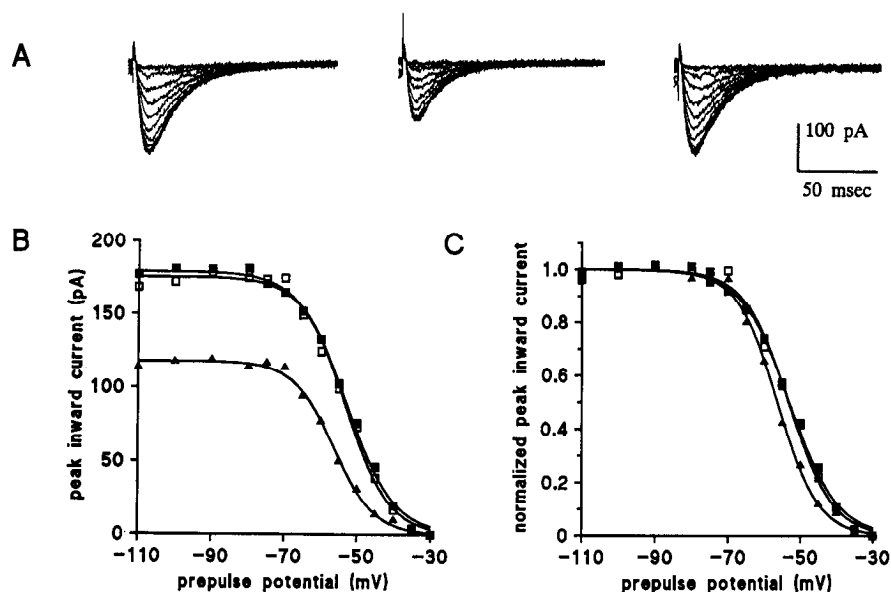 A
100 pA
50 msec
B
200
150
100
50
0
peak inward current (pA)
−110
−90
−70
−50
−30
prepulse potential (mV)
C
1.0
0.8
0.6
0.4
0.2
0
normalized peak inward current
−110
−90
−70
−50
−30
prepulse potential (mV)